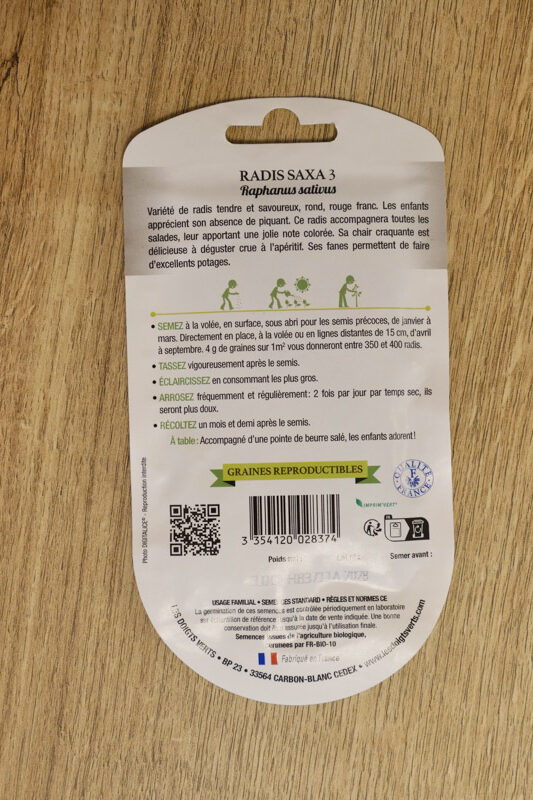 RADIS SAXA 3
Raphanus sativus
Variété de radis tendre et savoureux, rond, rouge franc. Les enfants
apprécient son absence de piquant. Ce radis accompagnera toutes les
salades, leur apportant une jolie note colorée. Sa chair craquante est
délicieuse à déguster crue à l'apéritif. Ses fanes permettent de faire
d'excellents potages.
• SEMEZ à la volée, en surface, sous abri pour les semis précoces, de janvier à
mars. Directement en place, à la volée ou en lignes distantes de 15 cm, d'avril
à septembre. 4 g de graines sur 1m² vous donneront entre 350 et 400 radis.
• TASSEZ vigoureusement après le semis.
• ÉCLAIRCISSEZ en consommant les plus gros.
• ARROSEZ fréquemment et régulièrement: 2 fois par jour par temps sec, ils
seront plus doux.
• RÉCOLTEZ un mois et demi après le semis.
À table: Accompagné d'une pointe de beurre salé, les enfants adorent!
GRAINES REPRODUCTIBLES
QUALITÉ
F.
FRANCE
Photo DIGITALICE® - Reproduction interdite
IMPRIM'VERT®
3 354120 028374
Poids
Semer avant :
USAGE FAMILIAL • SEMENCES STANDARD • RÈGLES ET NORMES CE
La germination de ces semences est contrôlée périodiquement en laboratoire
sur échantillon de référence jusqu'à la date de vente indiquée. Une bonne
conservation doit être assurée jusqu'à l'utilisation finale.
Semences issues de l'agriculture biologique,
par FR-BIO-10
Fabriqué en France
LES DOIGTS VERTS • BP 23 • 33564 CARBON-BLANC CEDEX • www.lesdoigtsverts.com